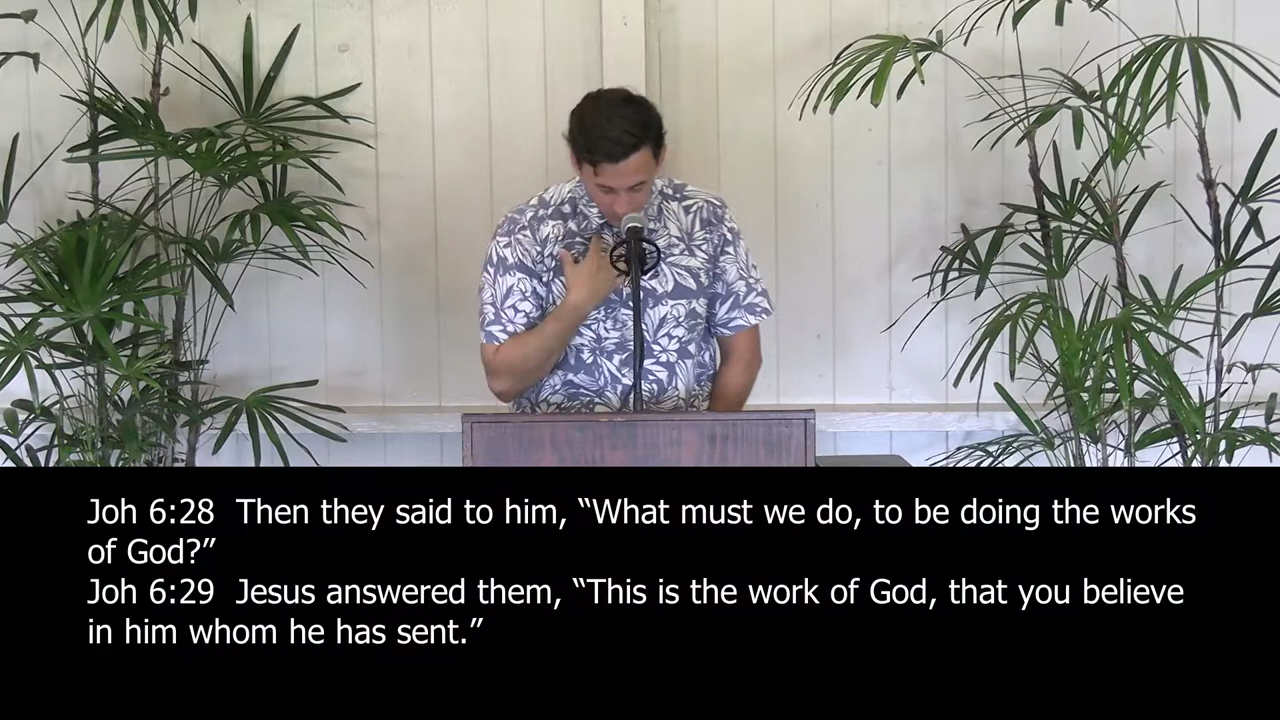 Joh 6:28  Then they said to him, “What must we do, to be doing the works
of God?”
Joh 6:29  Jesus answered them, “This is the work of God, that you believe
in him whom he has sent.”